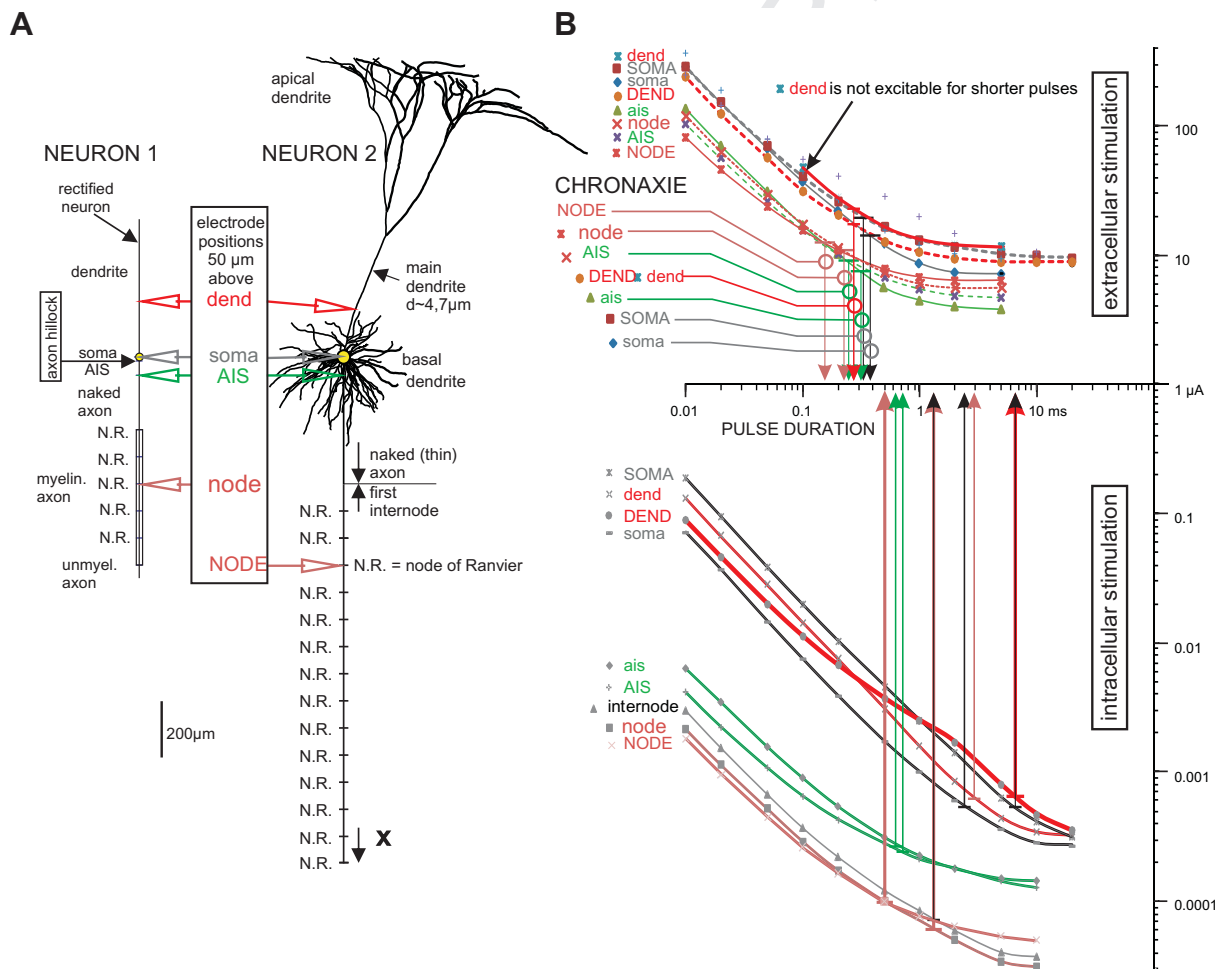 A
B
apical
dendrite
NEURON 1
NEURON 2
rectified
neuron
electrode
positions
50 µm
above
dend
soma
AIS
node
NODE
dendrite
axon hillock
soma
AIS
naked
axon
N.R.
N.R.
myelin.
axon
N.R.
N.R.
N.R.
unmyel.
axon
main
dendrite
d~4,7µm
basal
dendrite
naked (thin)
axon
first
internode
N.R.
N.R.
N.R. = node of Ranvier
N.R.
N.R.
N.R.
N.R.
N.R.
N.R.
N.R.
N.R.
N.R.
N.R.
N.R.
X
200µm
dend
SOMA
soma
DEND
ais
node
AIS
NODE
dend is not excitable for shorter pulses
CHRONAXIE
NODE
node
AIS
DEND dend
ais
SOMA
soma
extracellular stimulation
100
10
1 µA
0.01
0.1
1
10 ms
PULSE DURATION
SOMA
dend
DEND
soma
ais
AIS
internode
node
NODE
intracellular stimulation
0.1
0.01
0.001
0.0001